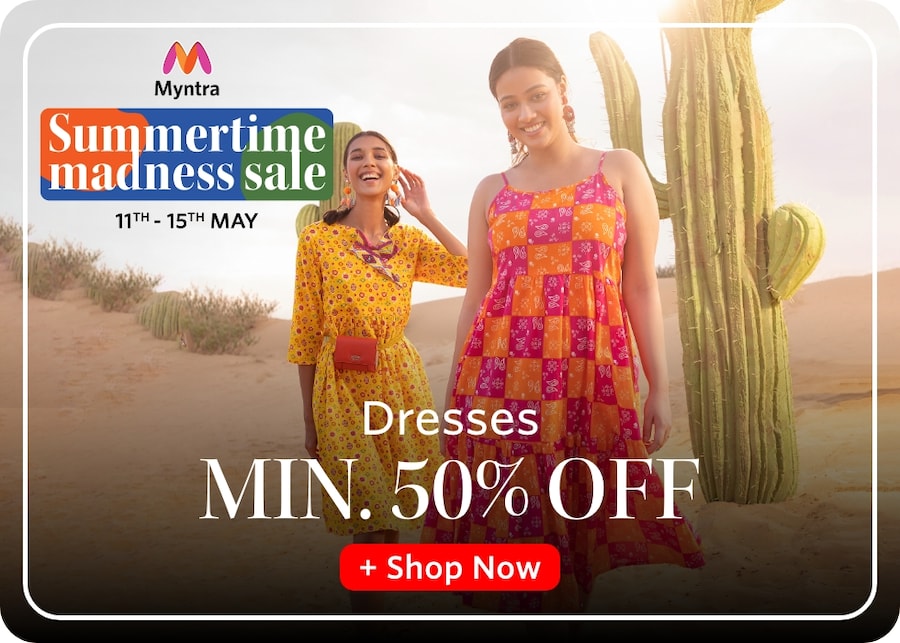 Myntra
Summertime
madness sale
11TH - 15TH MAY
Dresses
MIN. 50% OFF
+ Shop Now